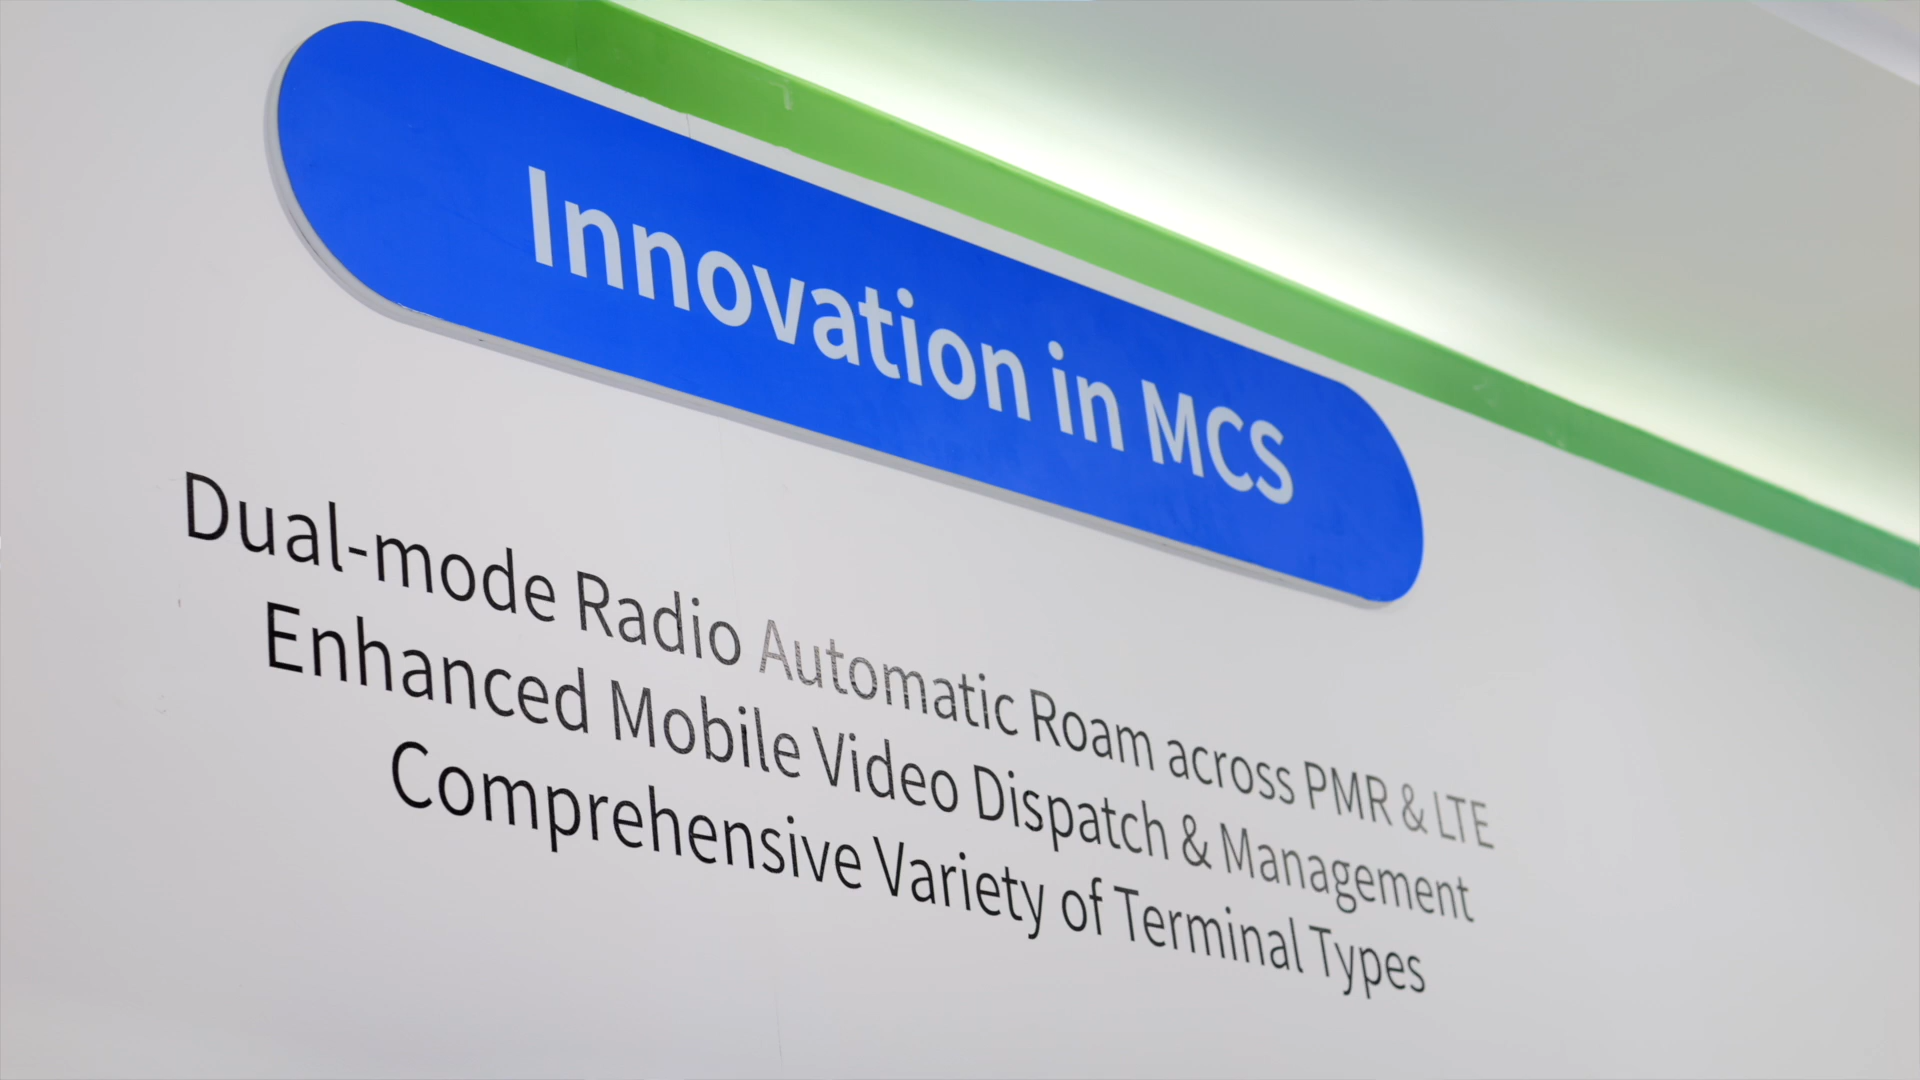 Innovation in MCS
Dual-mode Radio Automatic Roam across PMR & LTE
Enhanced Mobile Video Dispatch & Management
Comprehensive Variety of Terminal Types